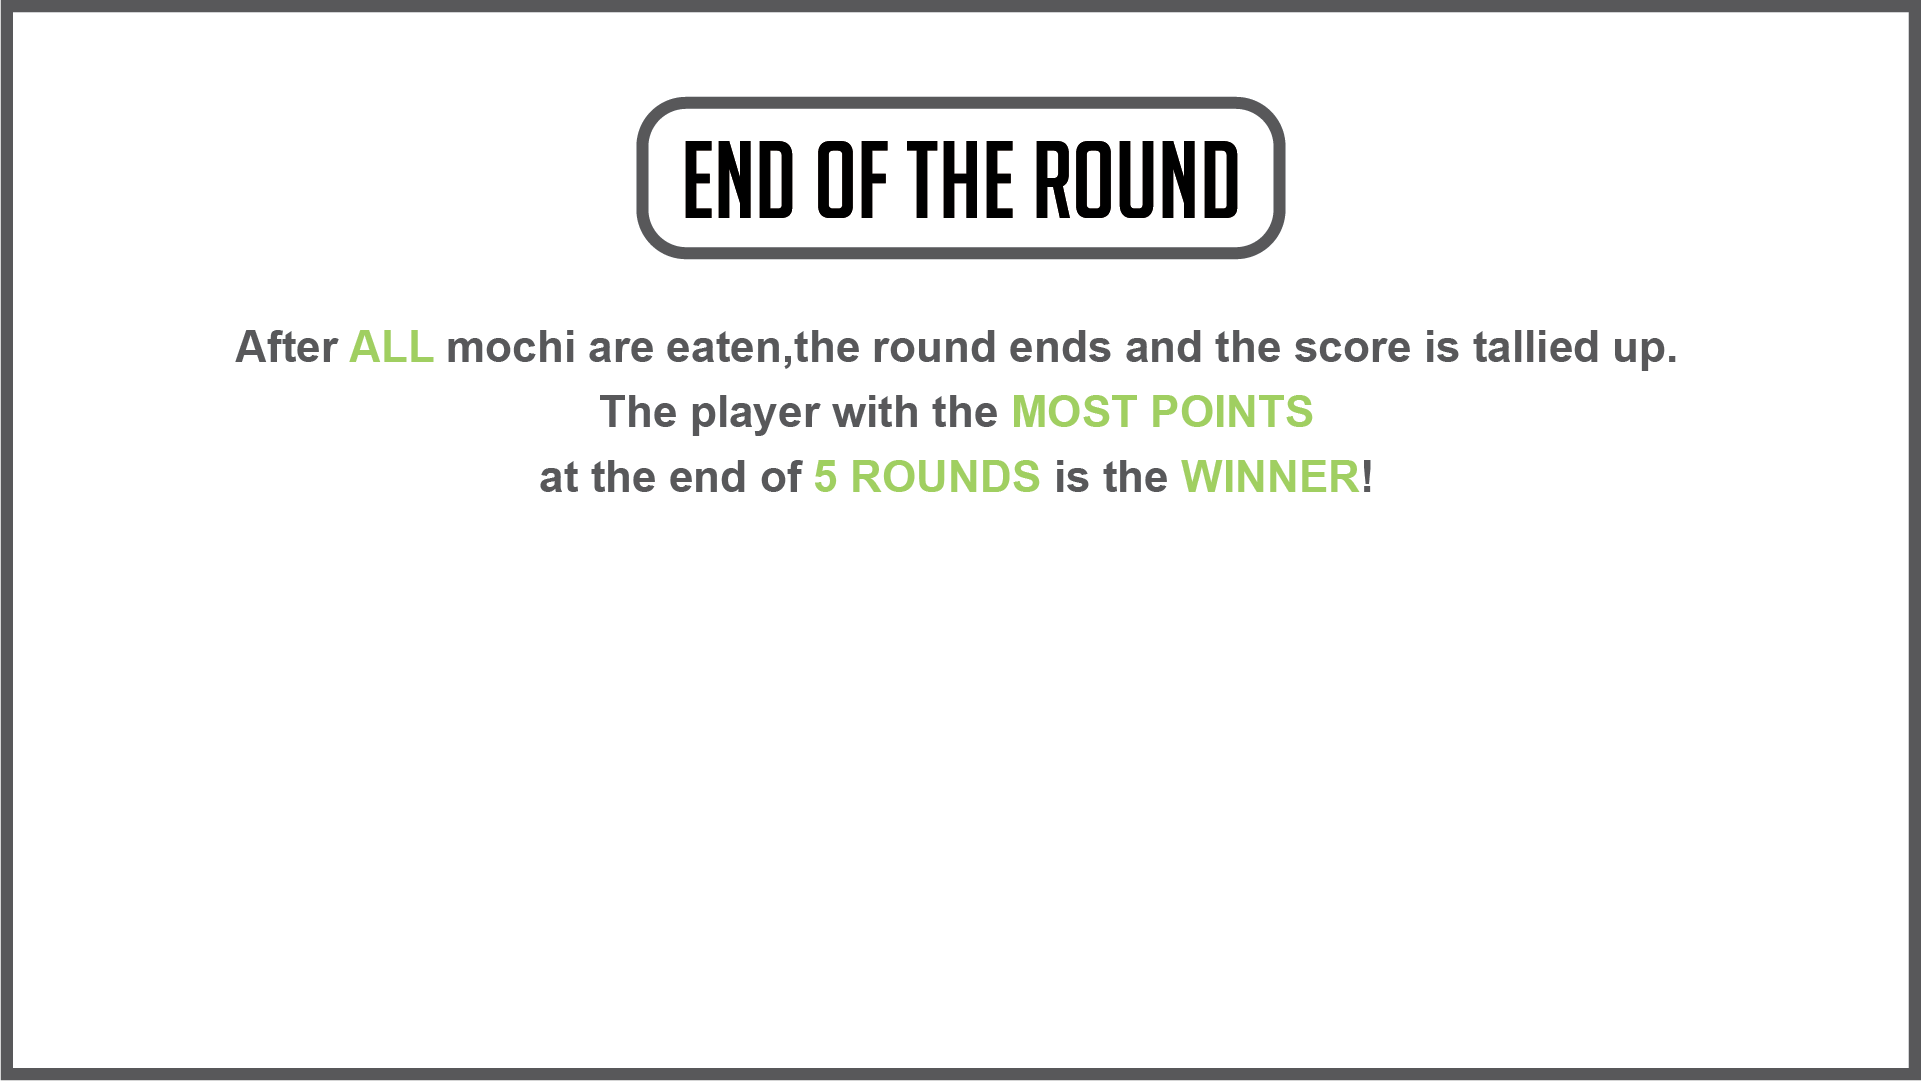 END OF THE ROUND
After ALL mochi are eaten,the round ends and the score is tallied up.
The player with the MOST POINTS
at the end of 5 ROUNDS is the WINNER!